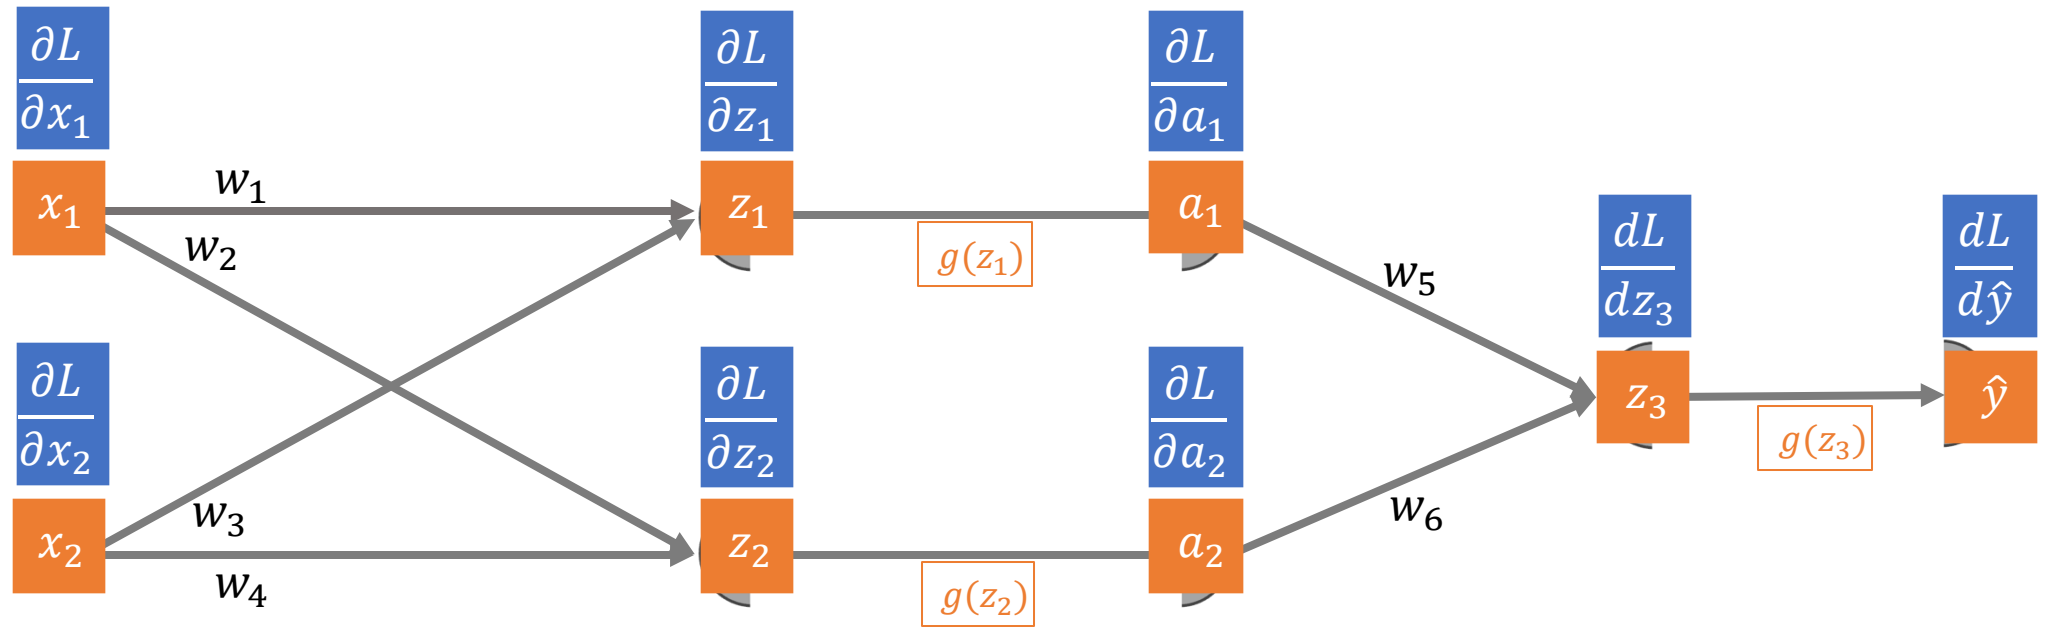 ∂L/∂x₁
x₁
∂L/∂z₁
z₁
∂L/∂a₁
a₁
w₁
w₂
g(z₁)
w₅
dL/dz₃
z₃
dL/dŷ
ŷ
g(z₃)
∂L/∂x₂
x₂
∂L/∂z₂
z₂
∂L/∂a₂
a₂
w₃
w₄
g(z₂)
w₆